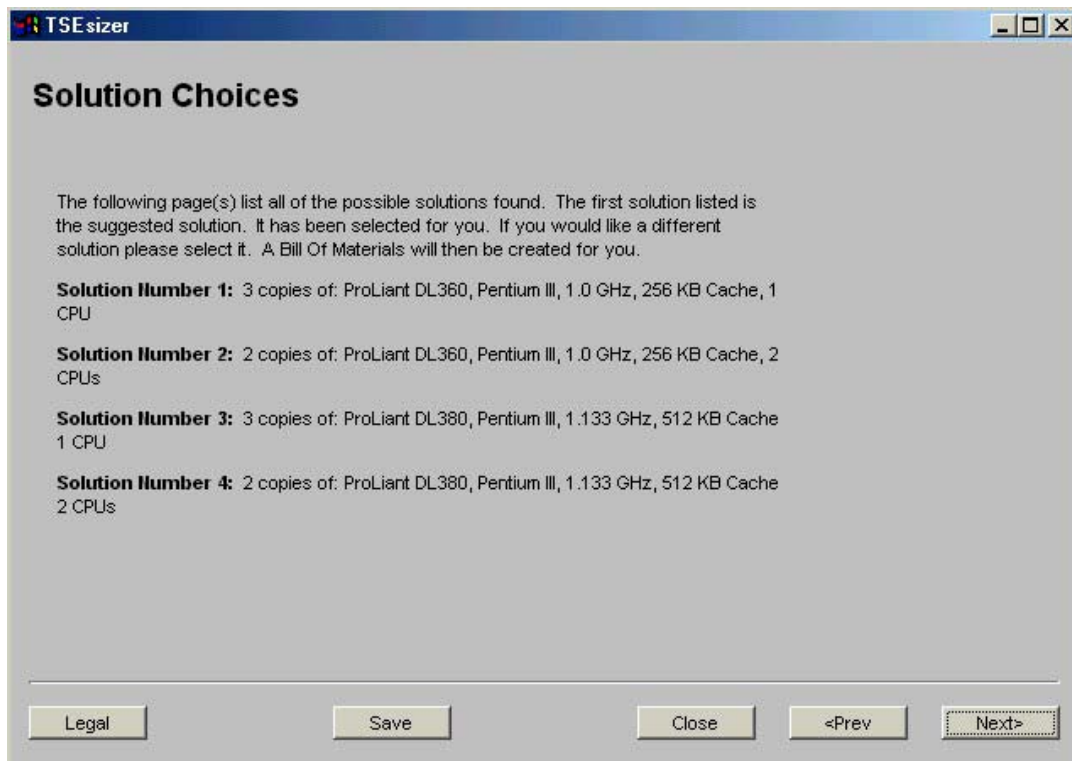 TSEsizer
Solution Choices
The following page(s) list all of the possible solutions found. The first solution listed is
the suggested solution. It has been selected for you. If you would like a different
solution please select it. A Bill Of Materials will then be created for you.
Solution Number 1: 3 copies of: ProLiant DL360, Pentium III, 1.0 GHz, 256 KB Cache, 1
CPU
Solution Number 2: 2 copies of: ProLiant DL360, Pentium III, 1.0 GHz, 256 KB Cache, 2
CPUs
Solution Number 3: 3 copies of: ProLiant DL380, Pentium III, 1.133 GHz, 512 KB Cache
1 CPU
Solution Number 4: 2 copies of: ProLiant DL380, Pentium III, 1.133 GHz, 512 KB Cache
2 CPUs
Legal Save Close <Prev Next>